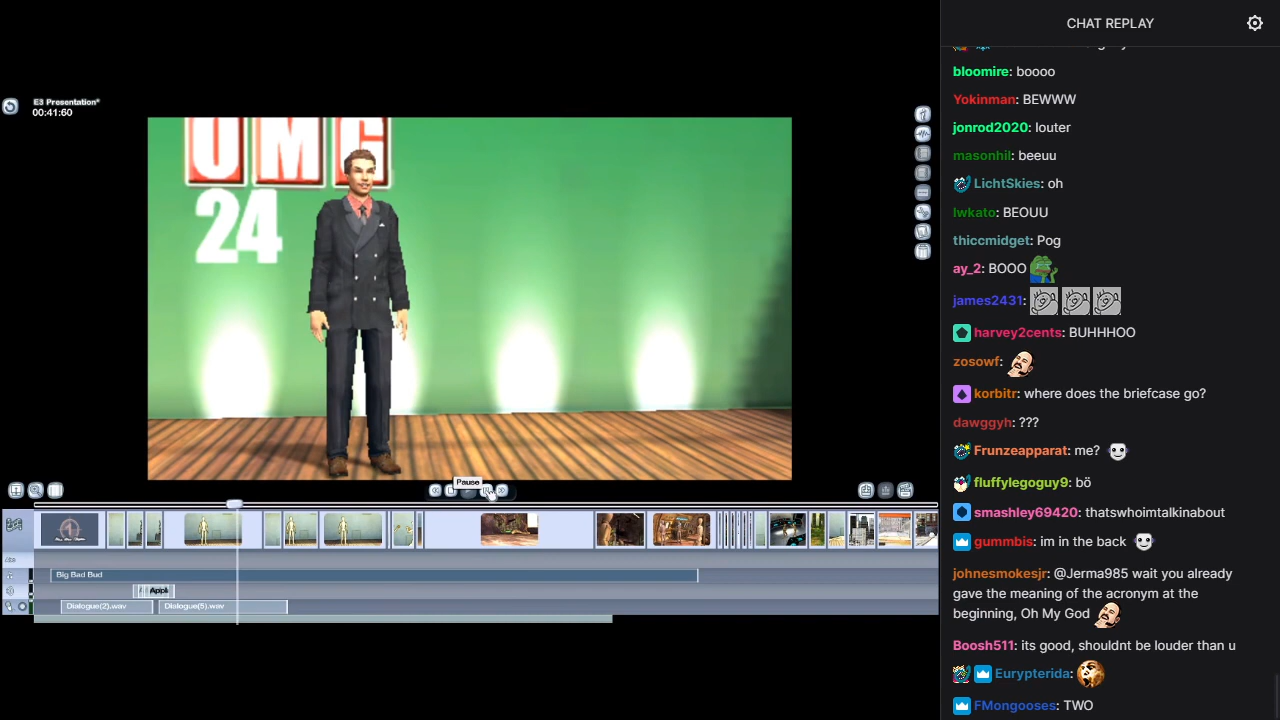 CHAT REPLAY
bloomire: boooo
Yokinman: BEWWW
jonrod2020: louter
masonhil: beeuu
LichtSkies: oh
lwkato: BEOUU
thiccmidget: Pog
ay_2: BOOO
james2431:
harvey2cents: BUHHHOO
zosowf:
korbitr: where does the briefcase go?
dawggyh: ???
Frunzeapparat: me?
fluffylegoguy9: bö
smashley69420: thatswhoimtalkinabout
gummbis: im in the back
johnesmokesjr: @Jerma985 wait you already
gave the meaning of the acronym at the
beginning, Oh My God
Boosh511: its good, shouldnt be louder than u
Eurypterida:
FMongooses: TWO
E3 Presentation*
00:41:60
OMG
24
Pause
Big Bad Bud
Appl
Dialogue(2).wav
Dialogue(5).wav